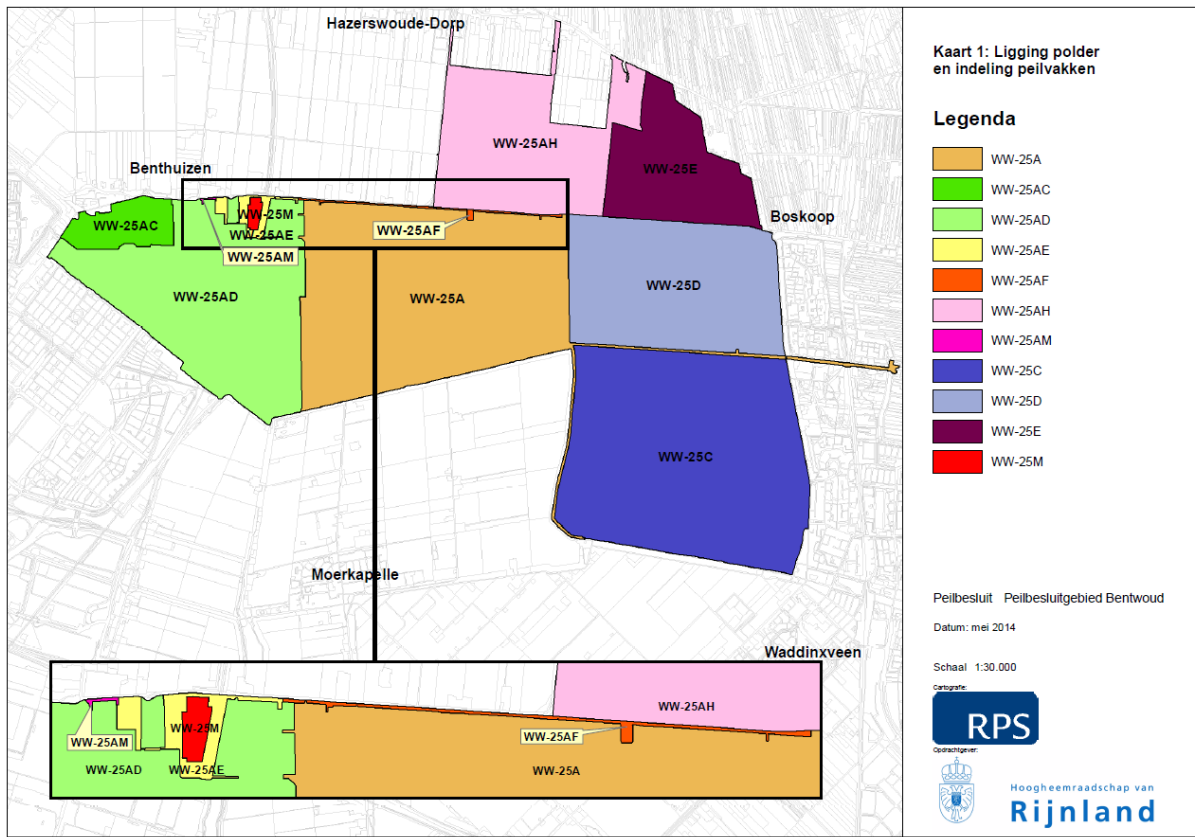 Hazerswoude-Dorp
WW-25AH
WW-25E
Benthuizen
WW-25M
WW-25AC
WW-25AE
WW-25AF
WW-25AM
Boskoop
WW-25AD
WW-25A
WW-25D
WW-25C
Moerkapelle
Waddinxveen
WW-25AH
WW-25M
WW-25AM
WW-25AF
WW-25AD
WW-25AE
WW-25A
Kaart 1: Ligging polder
en indeling peilvakken
Legenda
WW-25A
WW-25AC
WW-25AD
WW-25AE
WW-25AF
WW-25AH
WW-25AM
WW-25C
WW-25D
WW-25E
WW-25M
Peilbesluit Peilbesluitgebied Bentwoud
Datum: mei 2014
Schaal 1:30.000
Cartografie:
RPS
Opdrachtgever:
Hoogheemraadschap van
Rijnland